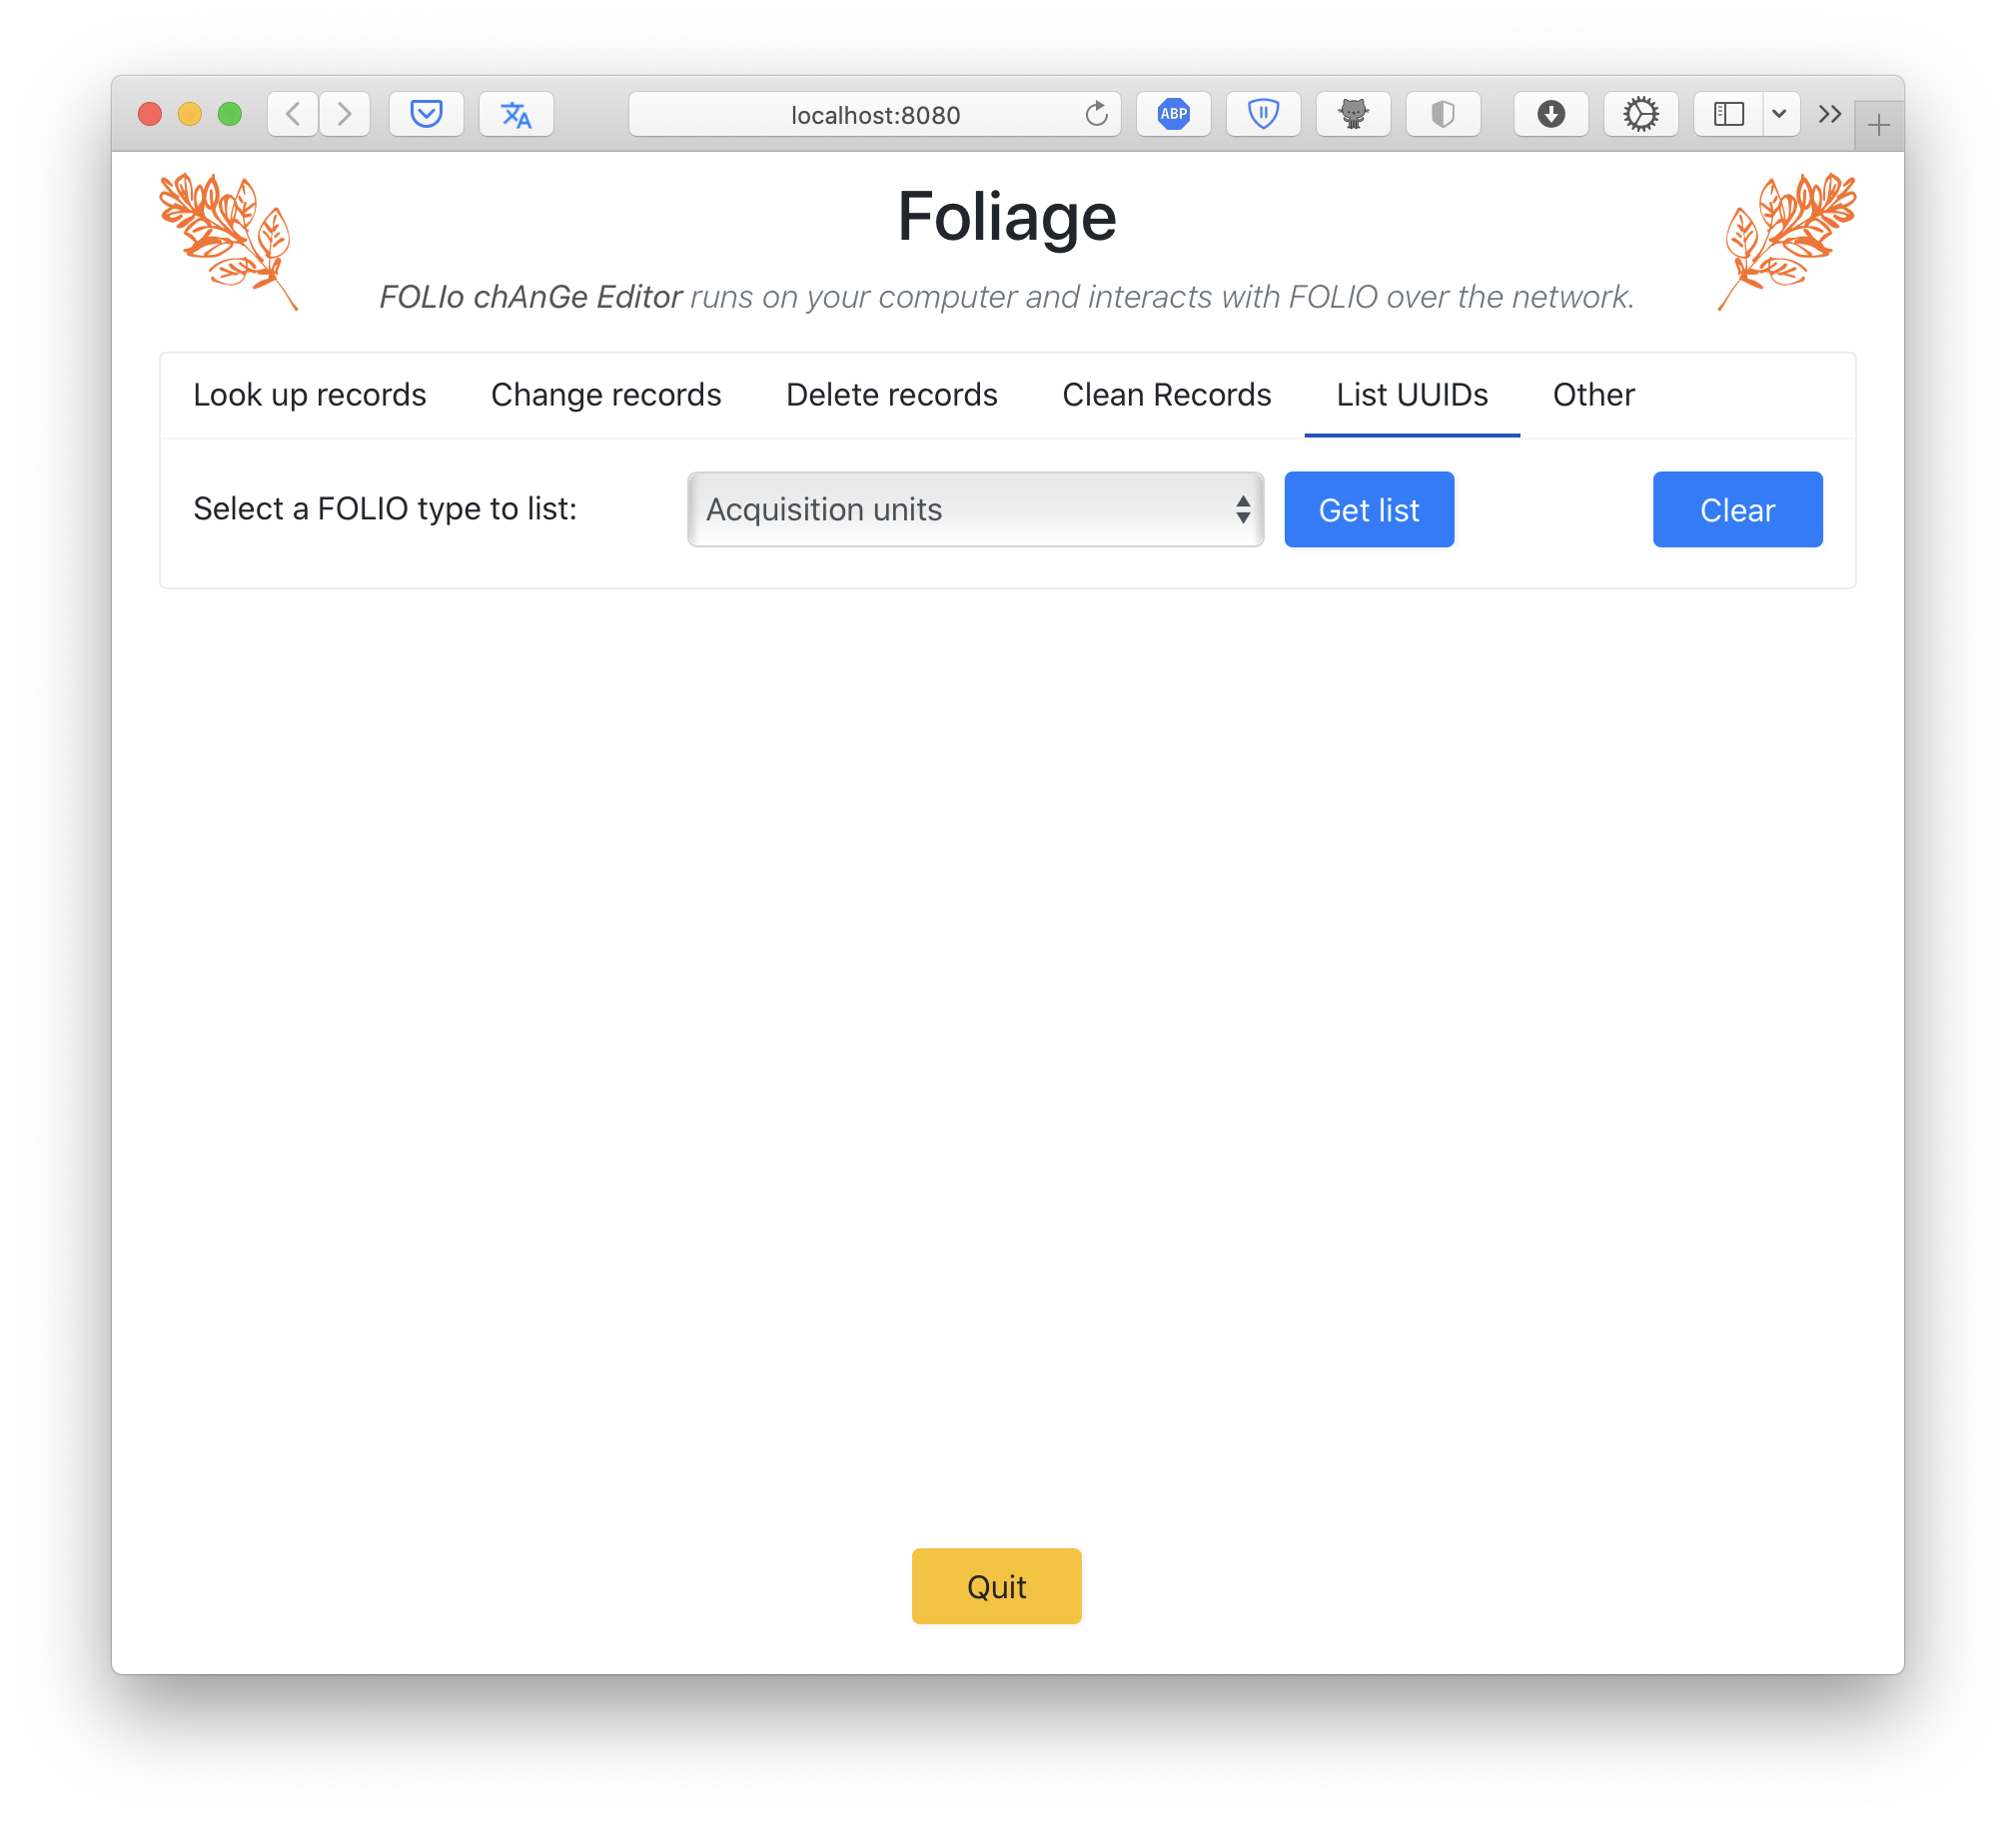 localhost:8080
ABP
Foliage
FOLIo chAnGe Editor runs on your computer and interacts with FOLIO over the network.
Look up records Change records Delete records Clean Records List UUIDs Other
Select a FOLIO type to list: Acquisition units Get list Clear
Quit